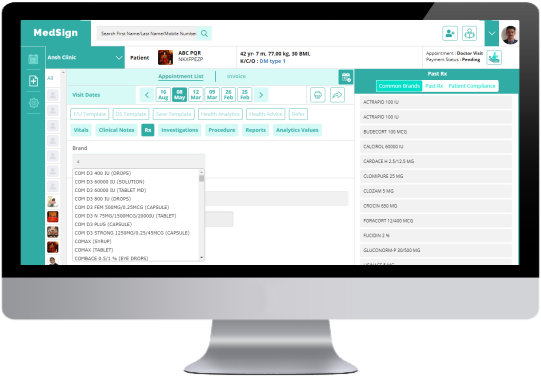 MedSign
Search First Name/Last Name/Mobile Number
Ansh Clinic
Patient
ABC PQR
NXXFPEZP
42 yr- 7 m, 77.00 kg, 30 BMI,
K/C/O : DM type 1
Appointment : Doctor Visit
Payment Status : Pending
All
Appointment List
Invoice
Visit Dates
16 Aug
08 May
12 Mar
09 Mar
26 Feb
25 Feb
F/U Template
DS Template
Save Template
Health Analytics
Health Advice
Refer
Vitals
Clinical Notes
Rx
Investigations
Procedure
Reports
Analytics Values
Brand
COM D3 400 IU (DROPS)
COM D3 60000 IU (SOLUTION)
COM D3 60000 IU (TABLET MD)
COM D3 800 IU (DROPS)
COM D3 FEM 500MG/0.25MCG (CAPSULE)
COM D3 N 75MG/1500MCG/2000IU (TABLET)
COM D3 PLUS (CAPSULE)
COM D3 STRONG 1250MG/0.25/45MCG (CAPSULE)
COMAX (SYRUP)
COMAX (TABLET)
COMBACE 0.5/1 % (EYE DROPS)
Past Rx
Common Brands
Past Rx
Patient Compliance
ACTRAPID 100 IU
ACTRAPID 100 IU
BUDECORT 100 MCG
CALCIROL 60000 IU
CARDACE H 2.5/12.5 MG
CLOMIPURE 25 MG
CLOZAM 5 MG
CROCIN 650 MG
FORACORT 12/400 MCG
FUCIDIN 2 %
GLUCONORM-P 30/500 MG